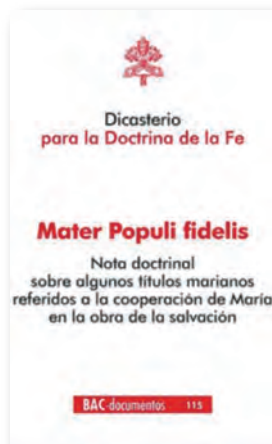 Dicasterio
para la Doctrina de la Fe
Mater Populi fidelis
Nota doctrinal
sobre algunos títulos marianos
referidos a la cooperación de María
en la obra de la salvación
BAC-documentos 115